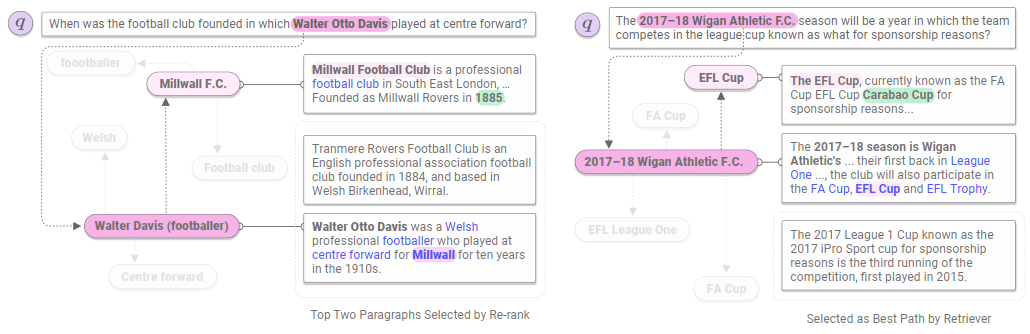 q When was the football club founded in which Walter Otto Davis played at centre forward?
foootballer
Millwall F.C.
Millwall Football Club is a professional
football club in South East London, ...
Founded as Millwall Rovers in 1885.
Welsh
Football club
Tranmere Rovers Football Club is an
English professional association football
club founded in 1884, and based in
Welsh Birkenhead, Wirral.
Walter Davis (footballer)
Walter Otto Davis was a Welsh
professional footballer who played at
centre forward for Millwall for ten years
in the 1910s.
Centre forward
Top Two Paragraphs Selected by Re-rank
q The 2017–18 Wigan Athletic F.C. season will be a year in which the team
competes in the league cup known as what for sponsorship reasons?
EFL Cup
The EFL Cup, currently known as the FA
Cup EFL Cup Carabao Cup for
sponsorship reasons...
FA Cup
2017–18 Wigan Athletic F.C.
The 2017–18 season is Wigan
Athletic's ... their first back in League
One ..., the club will also participate in
the FA Cup, EFL Cup and EFL Trophy.
EFL League One
The 2017 League 1 Cup known as the
2017 iPro Sport cup for sponsorship
reasons is the third running of the
competition, first played in 2015.
FA Cup
Selected as Best Path by Retriever